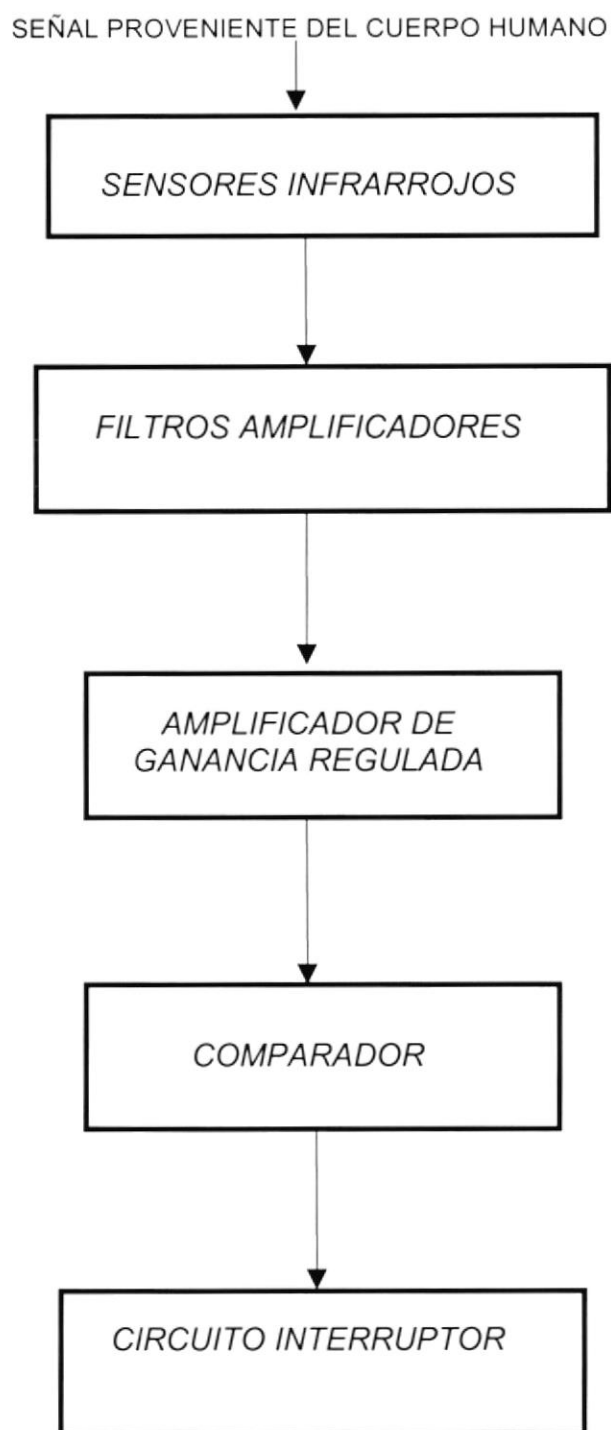 SEÑAL PROVENIENTE DEL CUERPO HUMANO
SENSORES INFRARROJOS
FILTROS AMPLIFICADORES
AMPLIFICADOR DE
GANANCIA REGULADA
COMPARADOR
CIRCUITO INTERRUPTOR